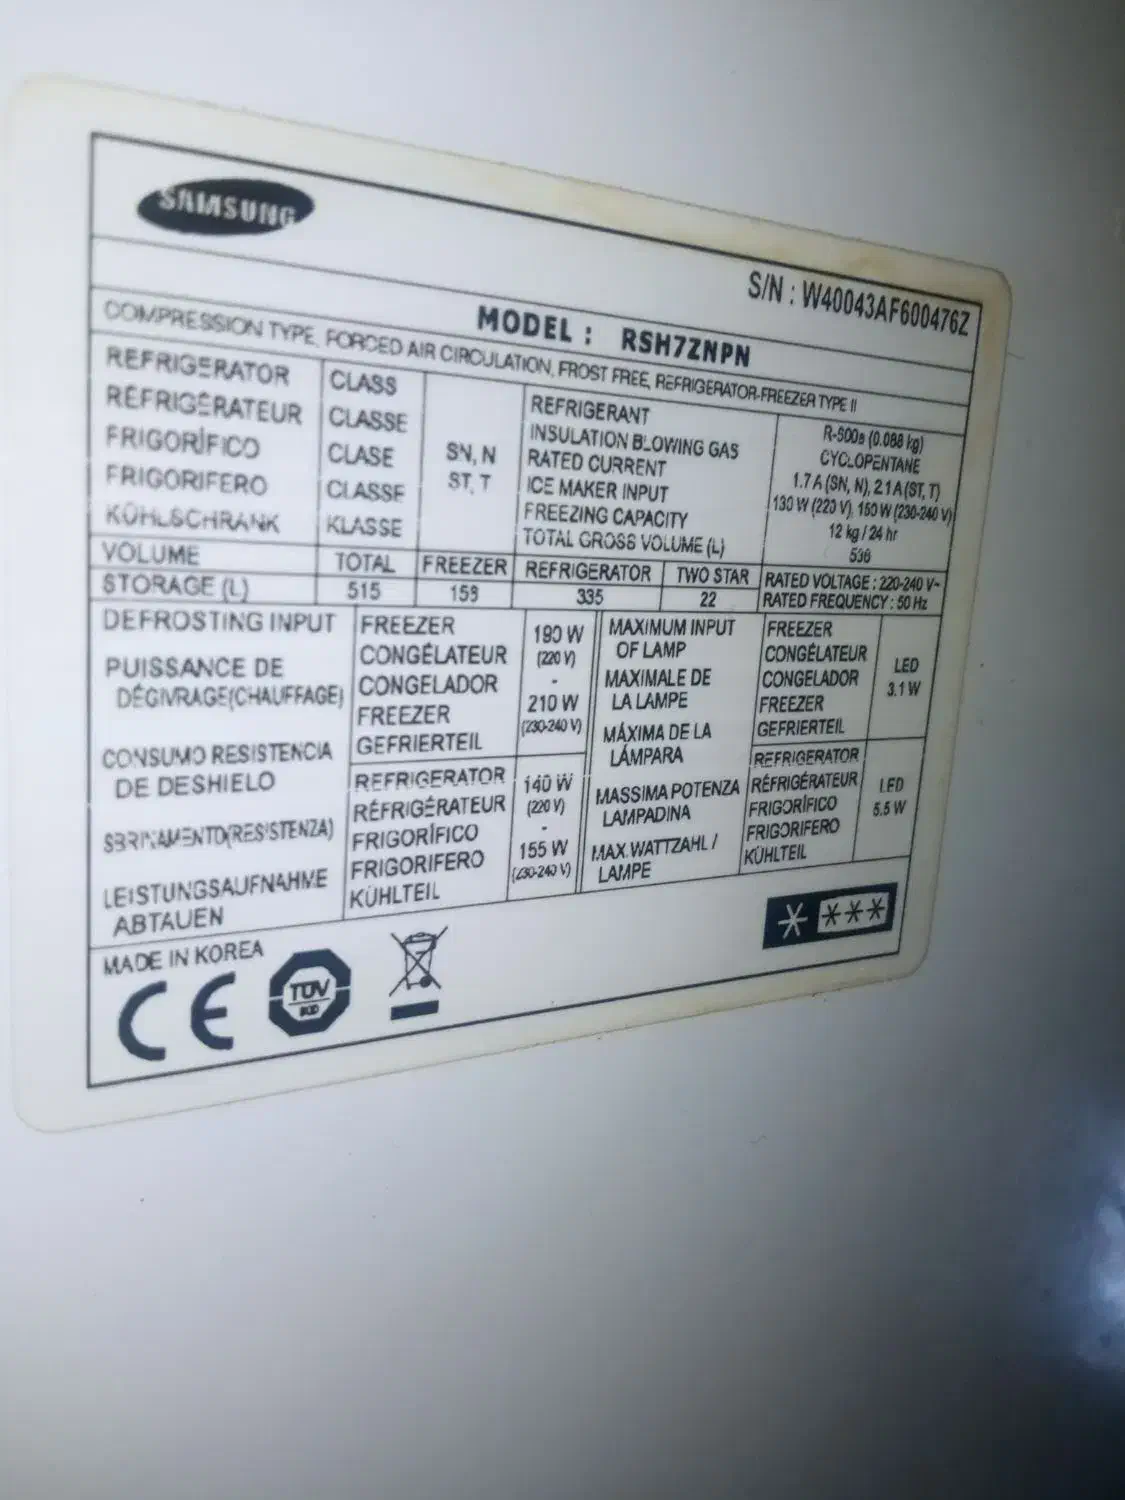 SAMSUNG
S/N : W40043AF600476Z
MODEL : RSH7ZNPN
COMPRESSION TYPE, FORCED AIR CIRCULATION, FROST FREE, REFRIGERATOR-FREEZER TYPE II
REFRIGERATOR CLASS
RÉFRIGÉRATEUR CLASSE
FRIGORÍFICO CLASE
FRIGORIFERO CLASSE
KÜHLSCHRANK KLASSE
SN, N
ST, T
REFRIGERANT R-600a (0.088 kg)
INSULATION BLOWING GAS CYCLOPENTANE
RATED CURRENT 1.7 A (SN, N), 2.1 A (ST, T)
ICE MAKER INPUT 130 W (220 V), 150 W (230-240 V)
FREEZING CAPACITY 12 kg / 24 hr
TOTAL GROSS VOLUME (L) 536
VOLUME TOTAL FREEZER REFRIGERATOR TWO STAR
STORAGE (L) 515 158 335 22
RATED VOLTAGE : 220-240 V~
RATED FREQUENCY : 50 Hz
DEFROSTING INPUT
PUISSANCE DE
DÉGIVRAGE(CHAUFFAGE)
CONSUMO RESISTENCIA
DE DESHIELO
SBRINAMENTO(RESISTENZA)
LEISTUNGSAUFNAHME
ABTAUEN
FREEZER
CONGÉLATEUR
CONGELADOR
FREEZER
GEFRIERTEIL
190 W
(220 V)
-
210 W
(230-240 V)
REFRIGERATOR
RÉFRIGÉRATEUR
FRIGORÍFICO
FRIGORIFERO
KÜHLTEIL
140 W
(220 V)
-
155 W
(230-240 V)
MAXIMUM INPUT
OF LAMP
MAXIMALE DE
LA LAMPE
MÁXIMA DE LA
LÁMPARA
MASSIMA POTENZA
LAMPADINA
MAX.WATTZAHL /
LAMPE
FREEZER
CONGÉLATEUR
CONGELADOR
FREEZER
GEFRIERTEIL
LED
3.1 W
REFRIGERATOR
RÉFRIGÉRATEUR
FRIGORÍFICO
FRIGORIFERO
KÜHLTEIL
LED
5.5 W
MADE IN KOREA
CE
TÜV
SÜD